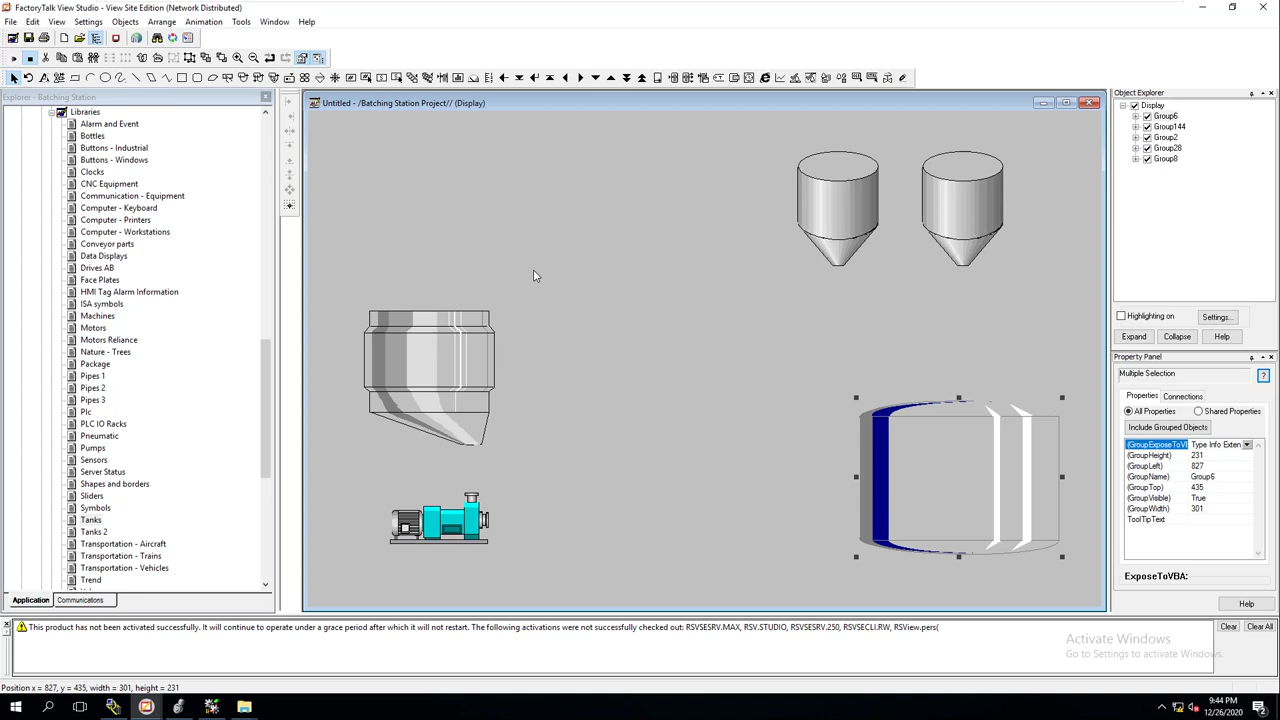 FactoryTalk View Studio - View Site Edition (Network Distributed)
File Edit View Settings Objects Arrange Animation Tools Window Help
Explorer - Batching Station
Libraries
Alarm and Event
Bottles
Buttons - Industrial
Buttons - Windows
Clocks
CNC Equipment
Communication - Equipment
Computer - Keyboard
Computer - Printers
Computer - Workstations
Conveyor parts
Data Displays
Drives AB
Face Plates
HMI Tag Alarm Information
ISA symbols
Machines
Motors
Motors Reliance
Nature - Trees
Package
Pipes 1
Pipes 2
Pipes 3
Plc
PLC IO Racks
Pneumatic
Pumps
Sensors
Server Status
Shapes and borders
Sliders
Symbols
Tanks
Tanks 2
Transportation - Aircraft
Transportation - Trains
Transportation - Vehicles
Trend
Application Communications
Untitled - /Batching Station Project// (Display)
Object Explorer
Display
Group6
Group144
Group2
Group28
Group8
Highlighting on Settings...
Expand Collapse Help
Property Panel
Multiple Selection ?
Properties Connections
All Properties Shared Properties
Include Grouped Objects
(GroupExposeToVB Type Info Exten
(GroupHeight) 231
(GroupLeft) 827
(GroupName) Group6
(GroupTop) 435
(GroupVisible) True
(GroupWidth) 301
ToolTipText
ExposeToVBA:
Help
This product has not been activated successfully. It will continue to operate under a grace period after which it will not restart. The following activations were not successfully checked out: RSVSESRV.MAX, RSV.STUDIO, RSVSESRV.250, RSVSECLI.RW, RSView.pers(
Clear Clear All
Activate Windows
Go to Settings to activate Windows.
Position x = 827, y = 435, width = 301, height = 231
9:44 PM
12/26/2020
2